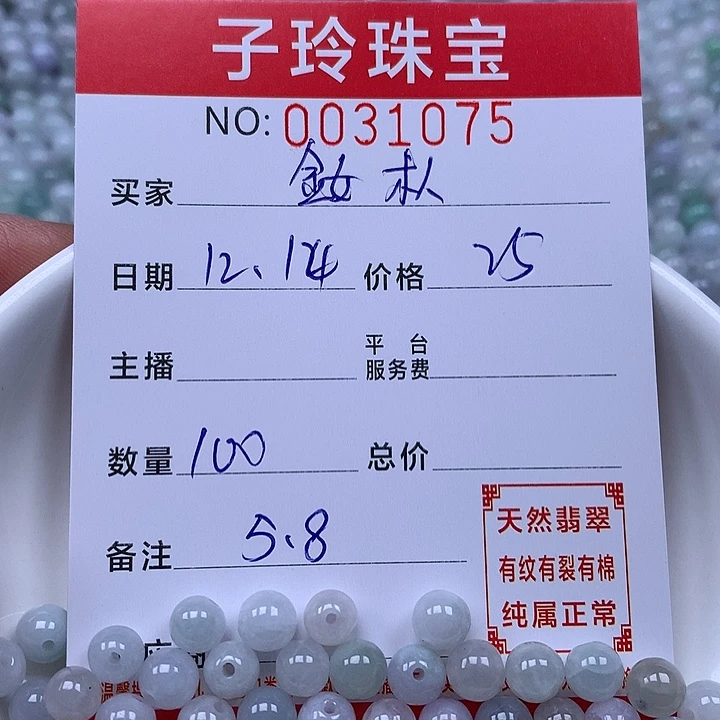 子玲珠宝
NO: 0031075
买家
日期 12.14 价格 25
主播 平台服务费
数量 100 总价
备注 5.8
天然翡翠
有纹有裂有棉
纯属正常
温馨